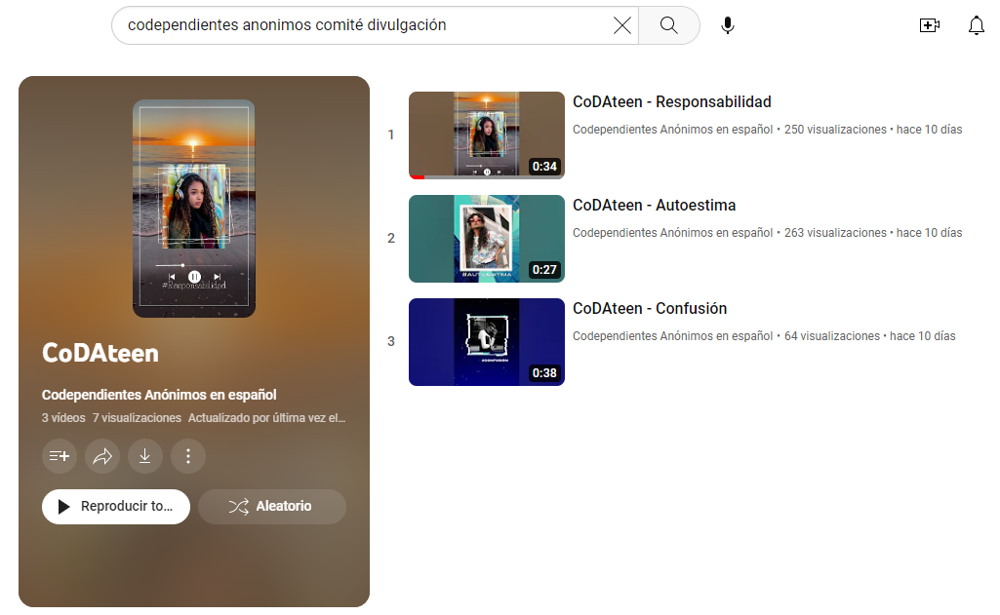 codependientes anonimos comité divulgación
#Responsabilidad
CoDAteen
Codependientes Anónimos en español
3 vídeos 7 visualizaciones Actualizado por última vez el...
Reproducir to...
Aleatorio
1
0:34
CoDAteen - Responsabilidad
Codependientes Anónimos en español • 250 visualizaciones • hace 10 días
2
#AUTOESTIMA
0:27
CoDAteen - Autoestima
Codependientes Anónimos en español • 263 visualizaciones • hace 10 días
3
#CONFUSIÓN
0:38
CoDAteen - Confusión
Codependientes Anónimos en español • 64 visualizaciones • hace 10 días